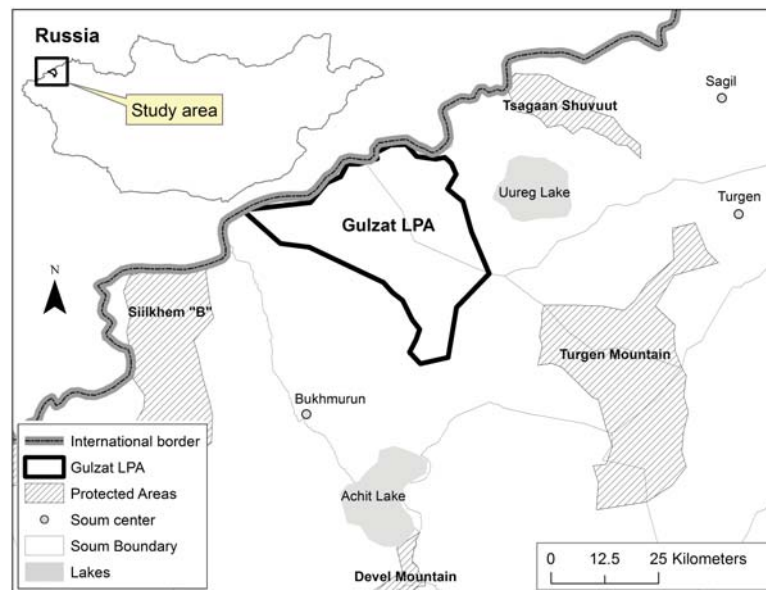 Russia
Study area
Tsagaan Shuvuut
Sagil
Uureg Lake
Turgen
Gulzat LPA
N
Siilkhem "B"
Turgen Mountain
Bukhmurun
Achit Lake
Devel Mountain
International border
Gulzat LPA
Protected Areas
Soum center
Soum Boundary
Lakes
0 12.5 25 Kilometers